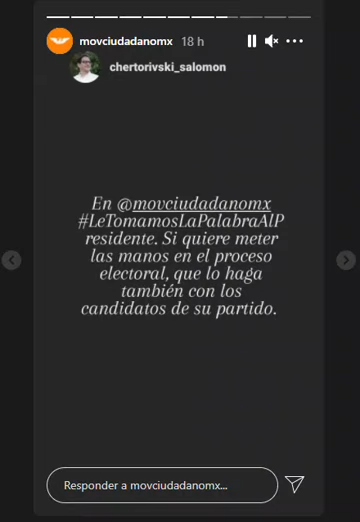 movciudadanomx 18 h
chertorivski_salomon
En @movciudadanomx
#LeTomamosLaPalabraAlP
residente. Si quiere meter
las manos en el proceso
electoral, que lo haga
también con los
candidatos de su partido.
Responder a movciudadanomx...